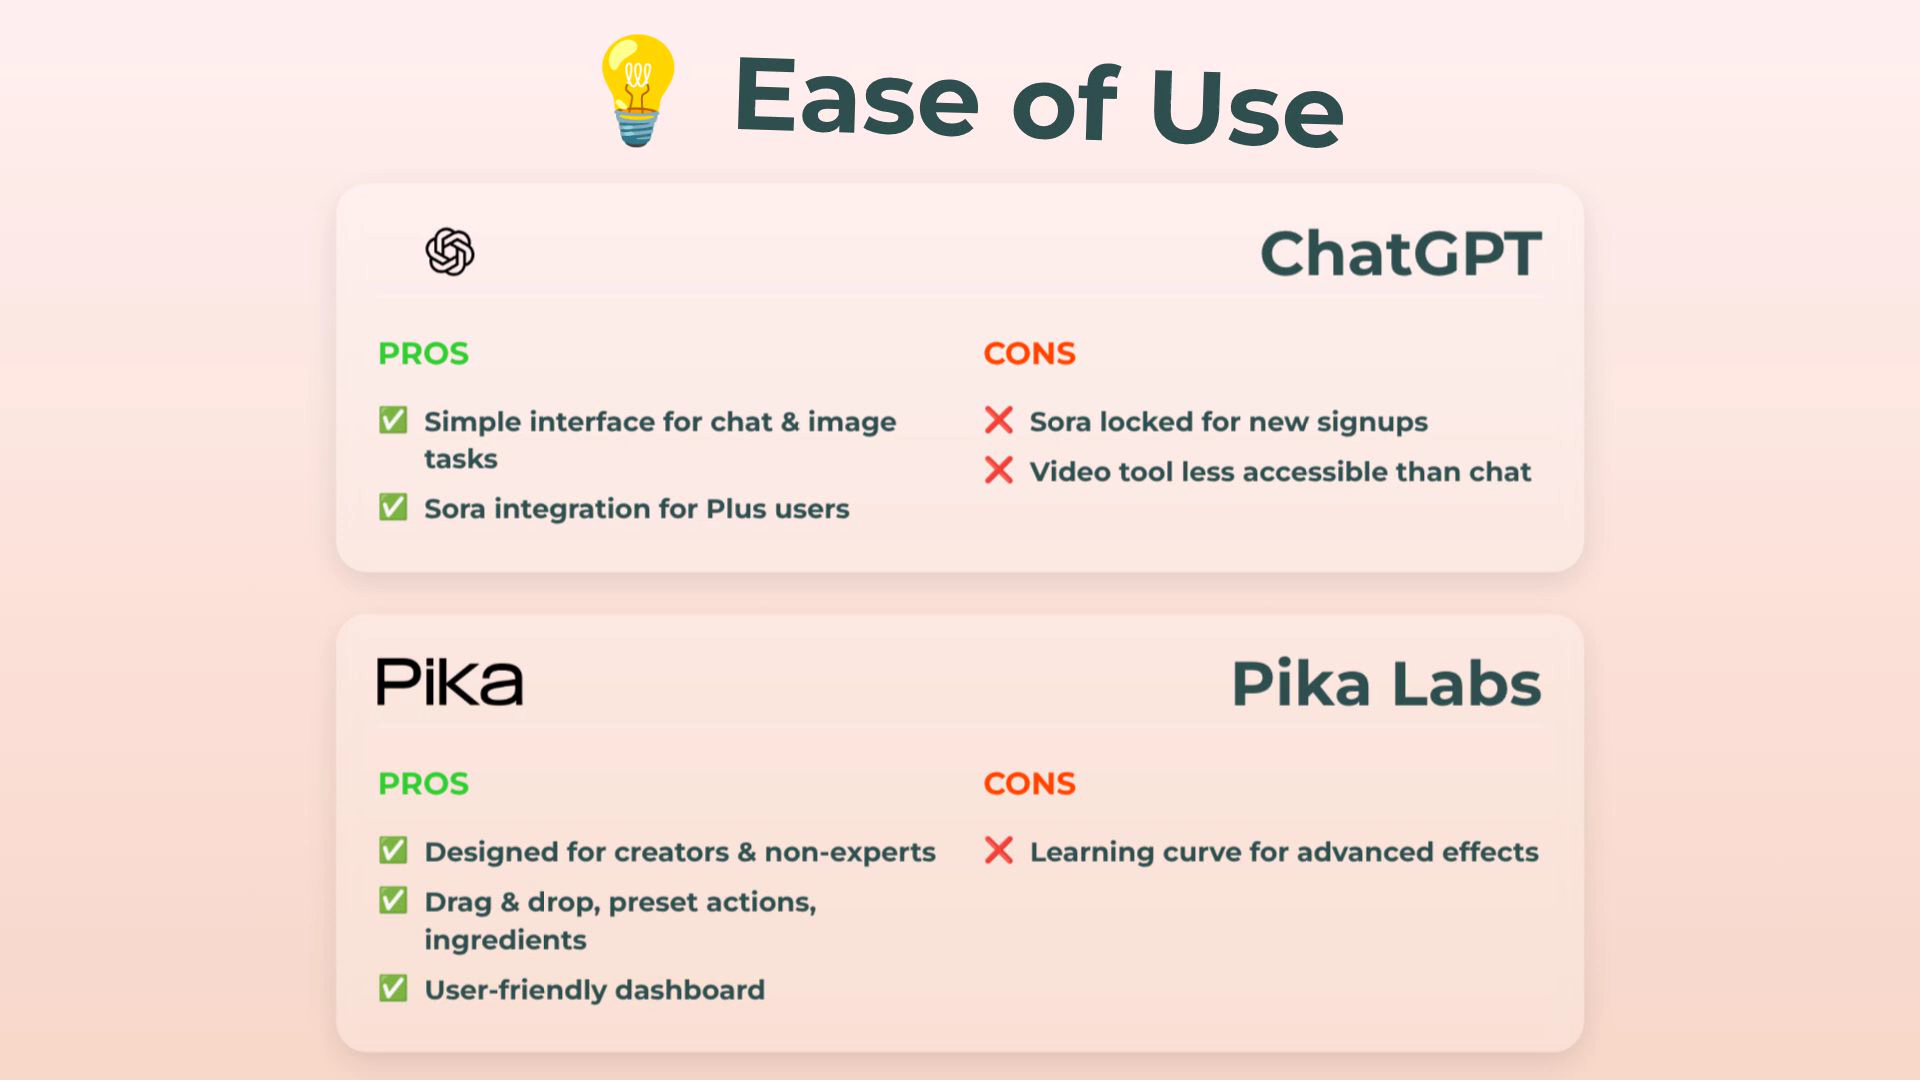 Ease of Use
ChatGPT
PROS
Simple interface for chat & image
tasks
Sora integration for Plus users
CONS
Sora locked for new signups
Video tool less accessible than chat
Pika
Pika Labs
PROS
Designed for creators & non-experts
Drag & drop, preset actions,
ingredients
User-friendly dashboard
CONS
Learning curve for advanced effects